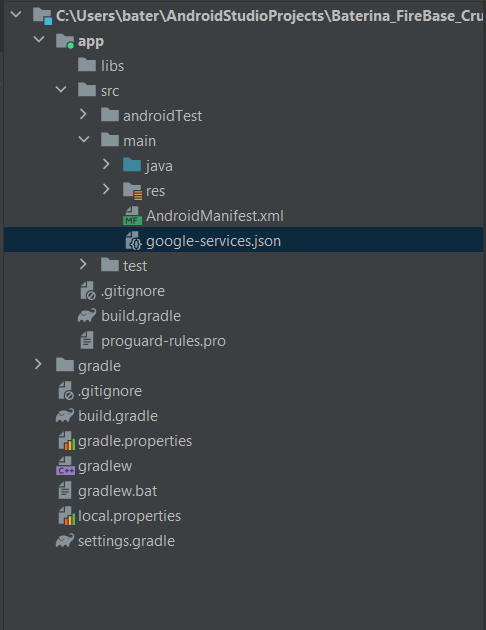 C:\Users\bater\AndroidStudioProjects\Baterina_FireBase_Cru
app
libs
src
androidTest
main
java
res
MF AndroidManifest.xml
google-services.json
test
.gitignore
build.gradle
proguard-rules.pro
gradle
.gitignore
build.gradle
gradle.properties
C++ gradlew
gradlew.bat
local.properties
settings.gradle